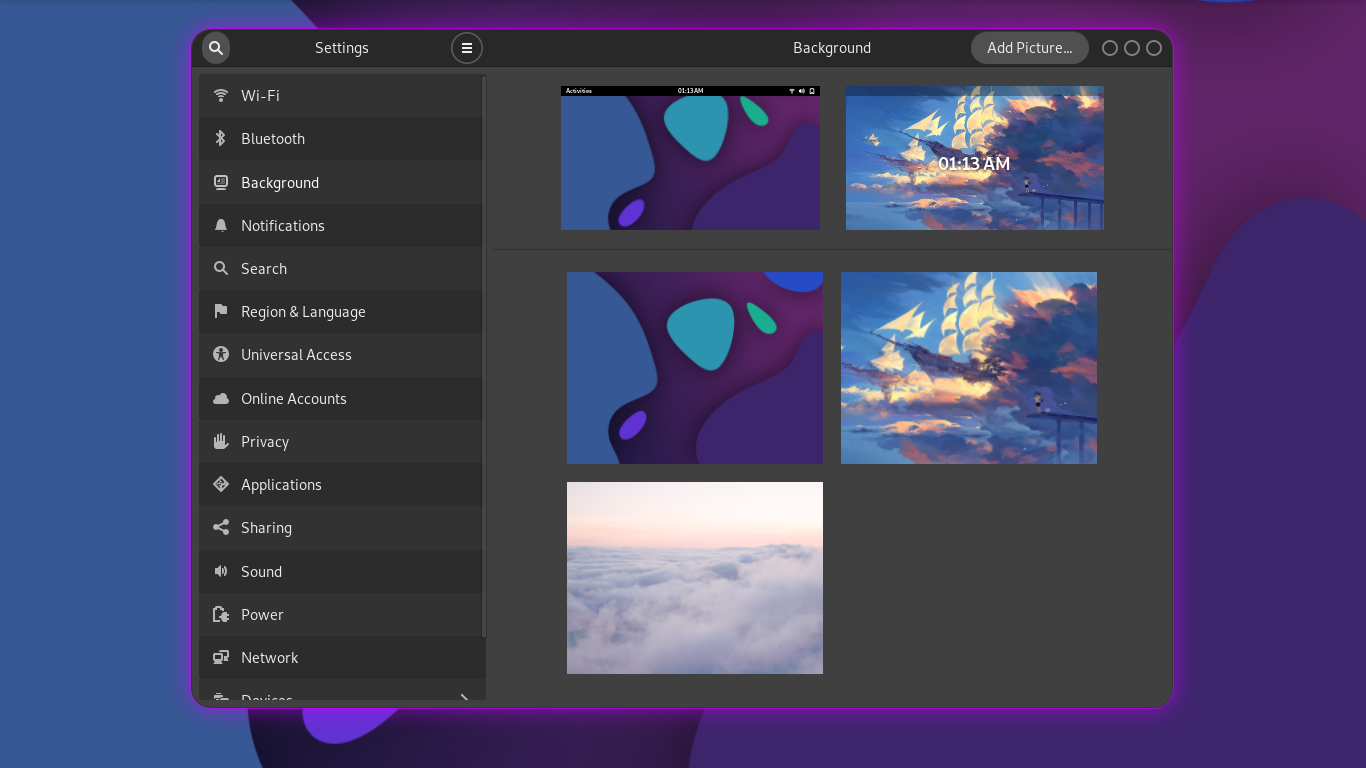 Settings
Background
Add Picture...
Wi-Fi
Bluetooth
Background
Notifications
Search
Region & Language
Universal Access
Online Accounts
Privacy
Applications
Sharing
Sound
Power
Network
Devices
Activities
01:13 AM
01:13 AM